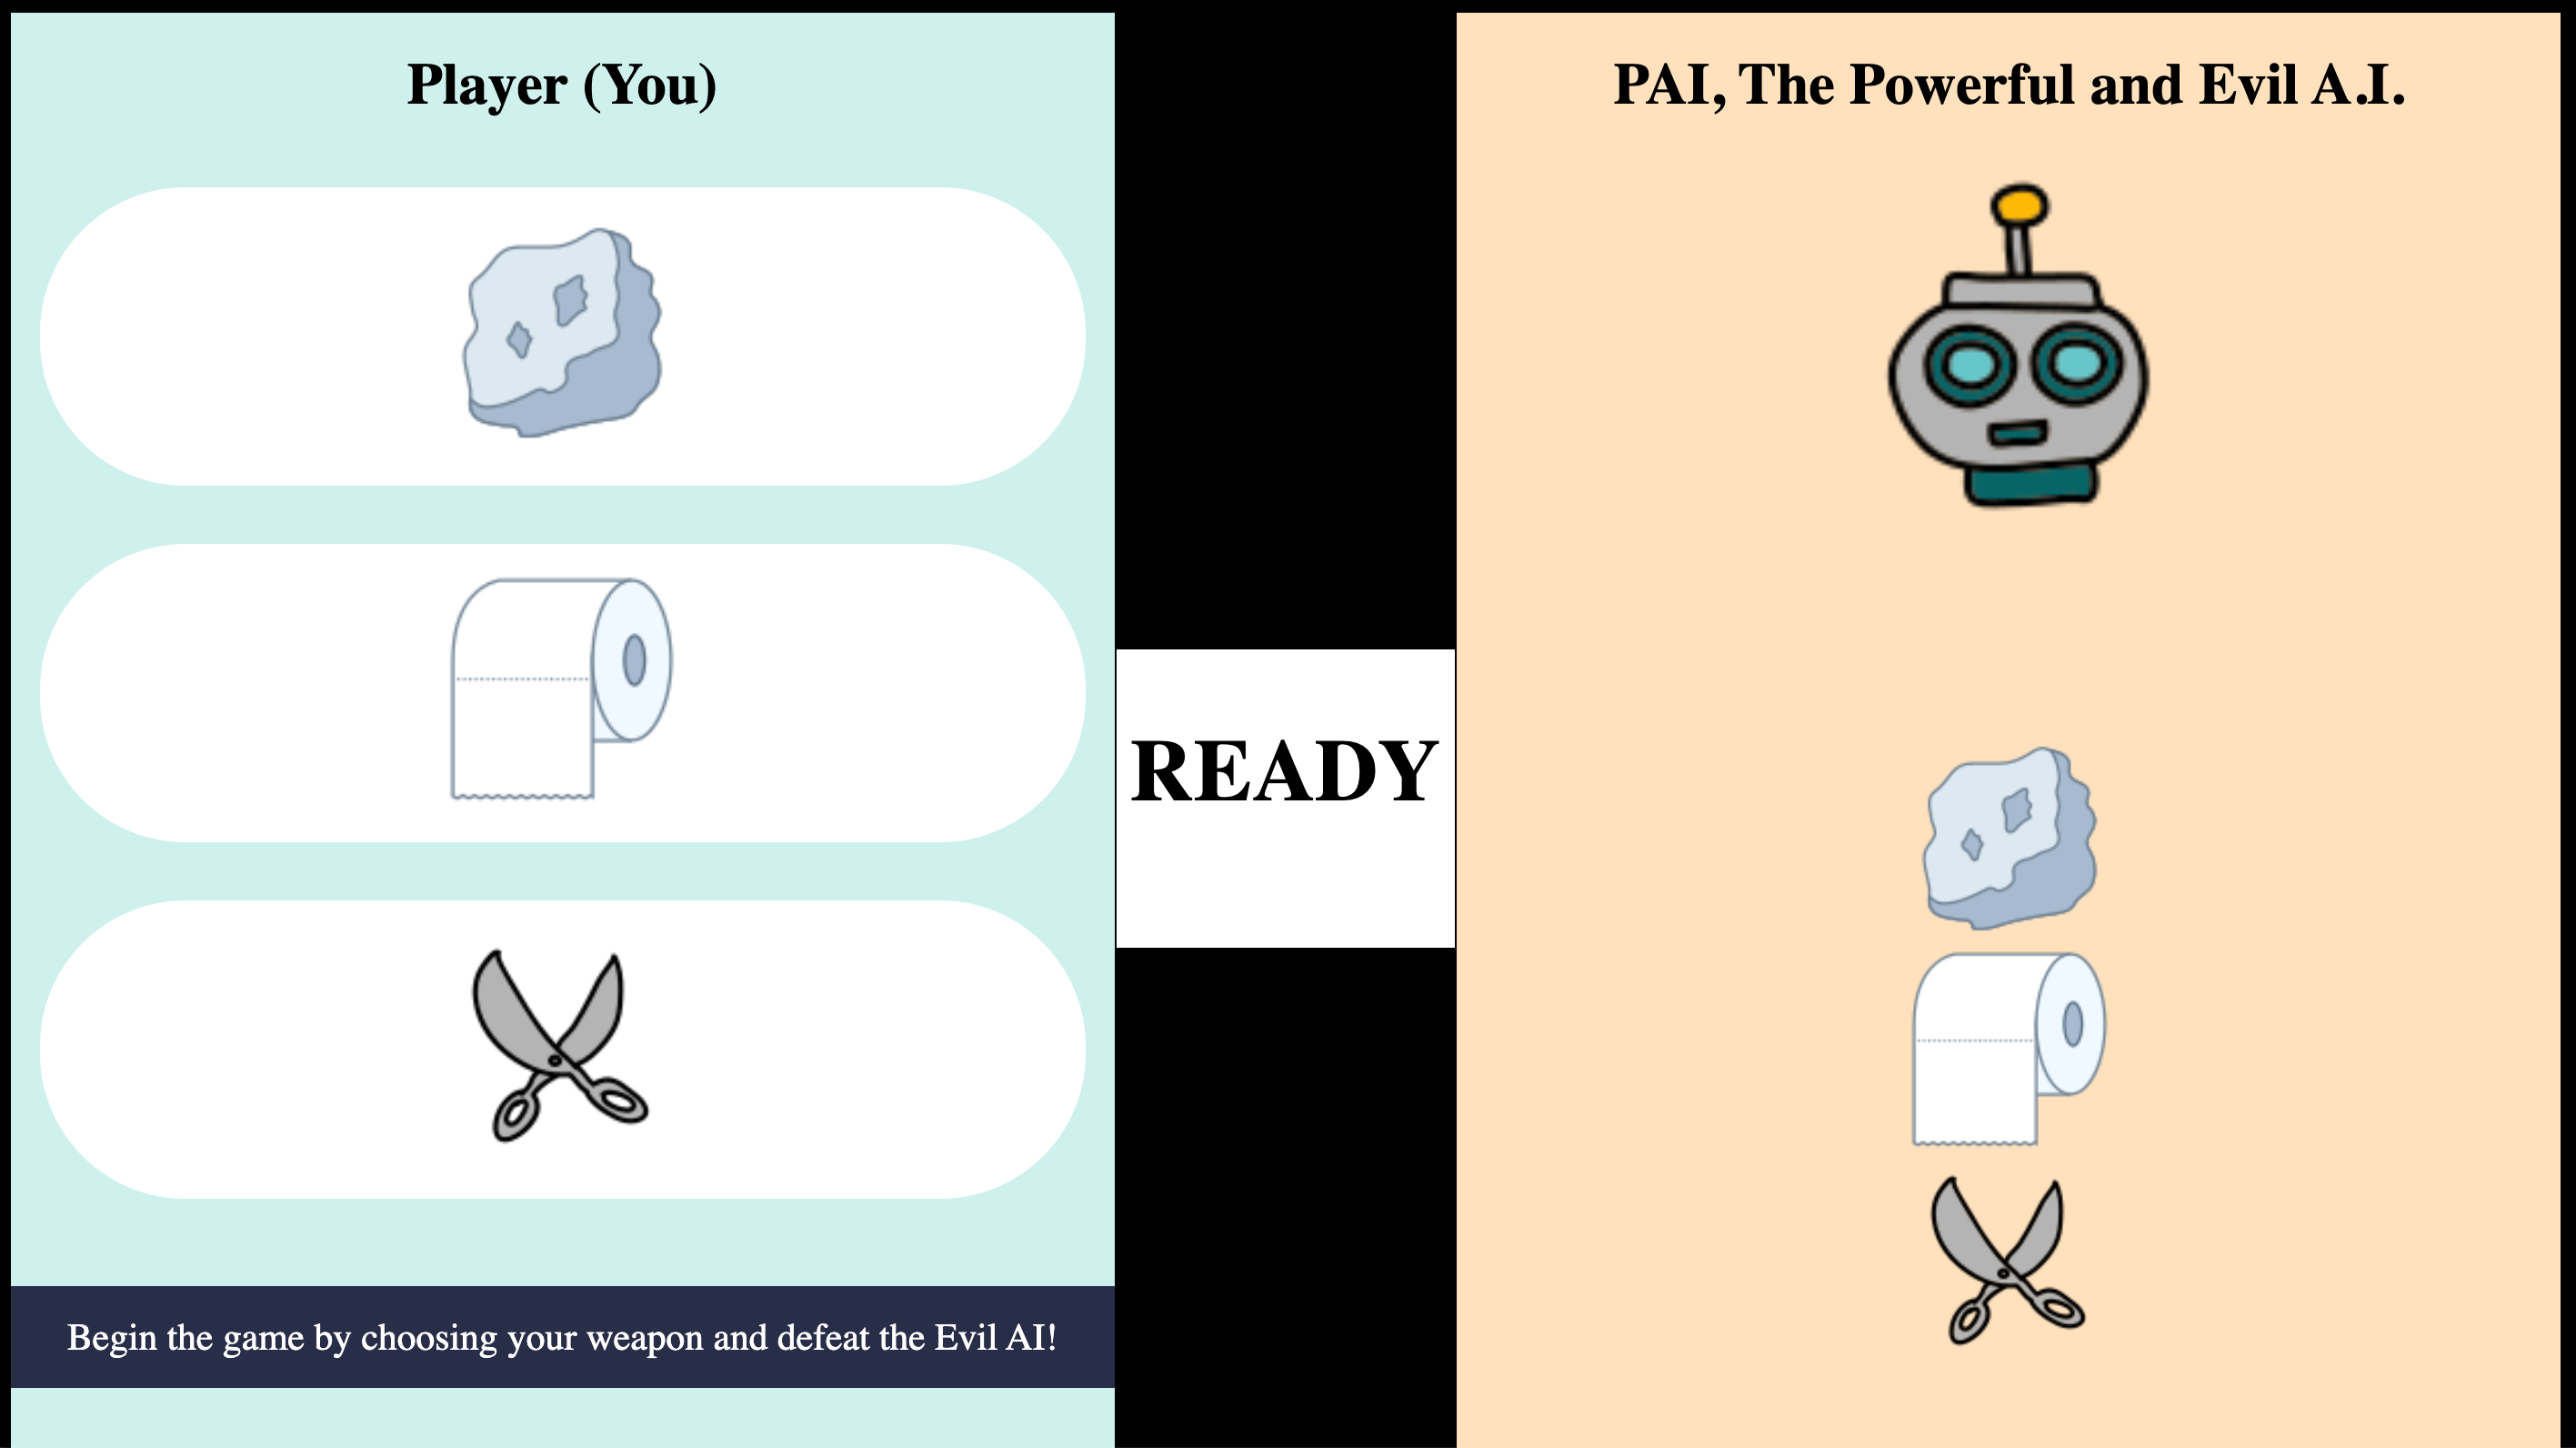 Player (You)
Begin the game by choosing your weapon and defeat the Evil AI!
READY
PAI, The Powerful and Evil A.I.